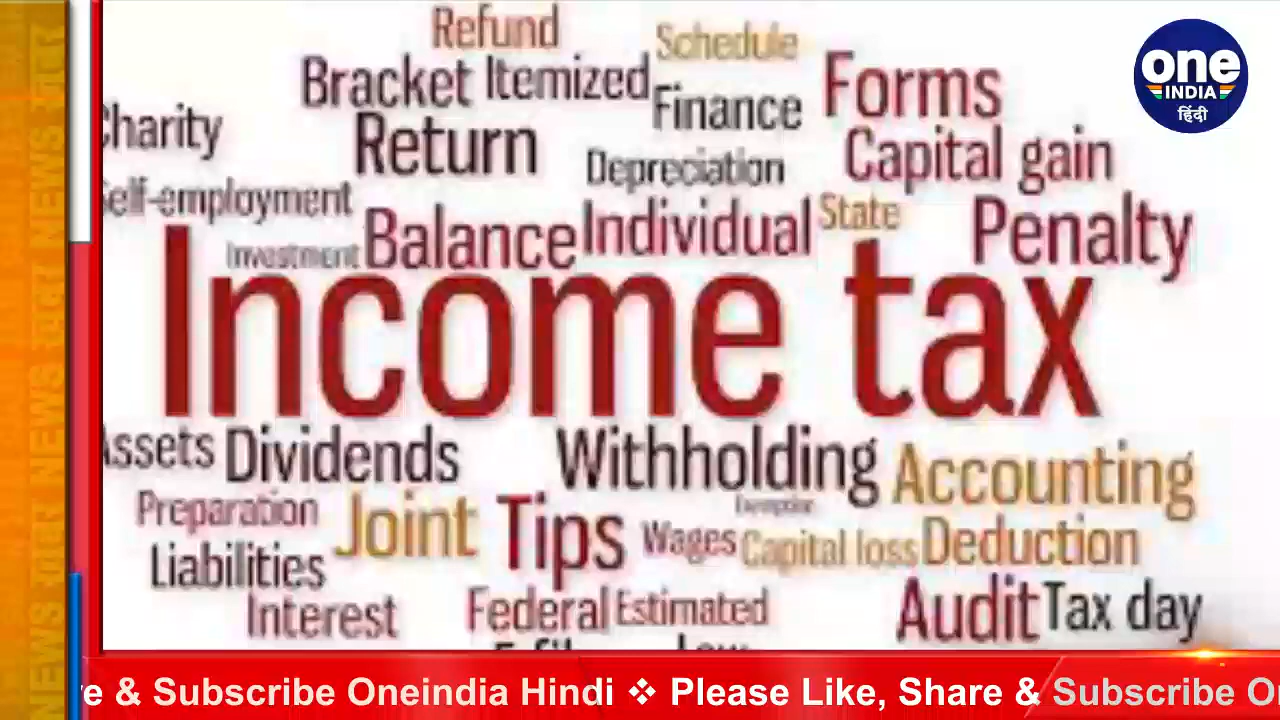 Refund Schedule
Bracket Itemized Finance Forms
Charity Return Depreciation Capital gain
Self-employment Individual State
Investment Balance Penalty
Income tax
Assets Dividends Withholding Accounting
Preparation Joint Tips Wages Capital loss Deduction
Liabilities
Interest Federal Estimated Audit Tax day
one
INDIA
हिंदी
e & Subscribe Oneindia Hindi ❖ Please Like, Share & Subscribe O